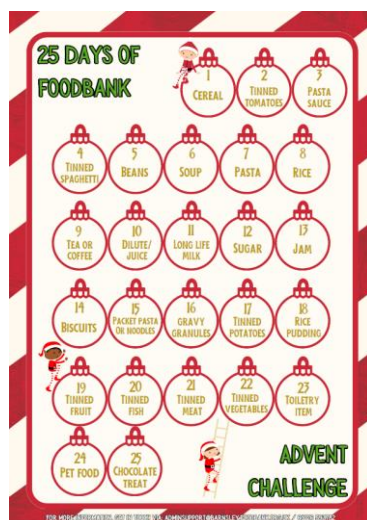 25 DAYS OF
FOODBANK
1
CEREAL
2
TINNED
TOMATOES
3
PASTA
SAUCE
4
TINNED
SPAGHETTI
5
BEANS
6
SOUP
7
PASTA
8
RICE
9
TEA OR
COFFEE
10
DILUTE/
JUICE
11
LONG LIFE
MILK
12
SUGAR
13
JAM
14
BISCUITS
15
PACKET PASTA
OR NOODLES
16
GRAVY
GRANULES
17
TINNED
POTATOES
18
RICE
PUDDING
19
TINNED
FRUIT
20
TINNED
FISH
21
TINNED
MEAT
22
TINNED
VEGETABLES
23
TOILETRY
ITEM
24
PET FOOD
25
CHOCOLATE
TREAT
ADVENT
CHALLENGE
FOR MORE